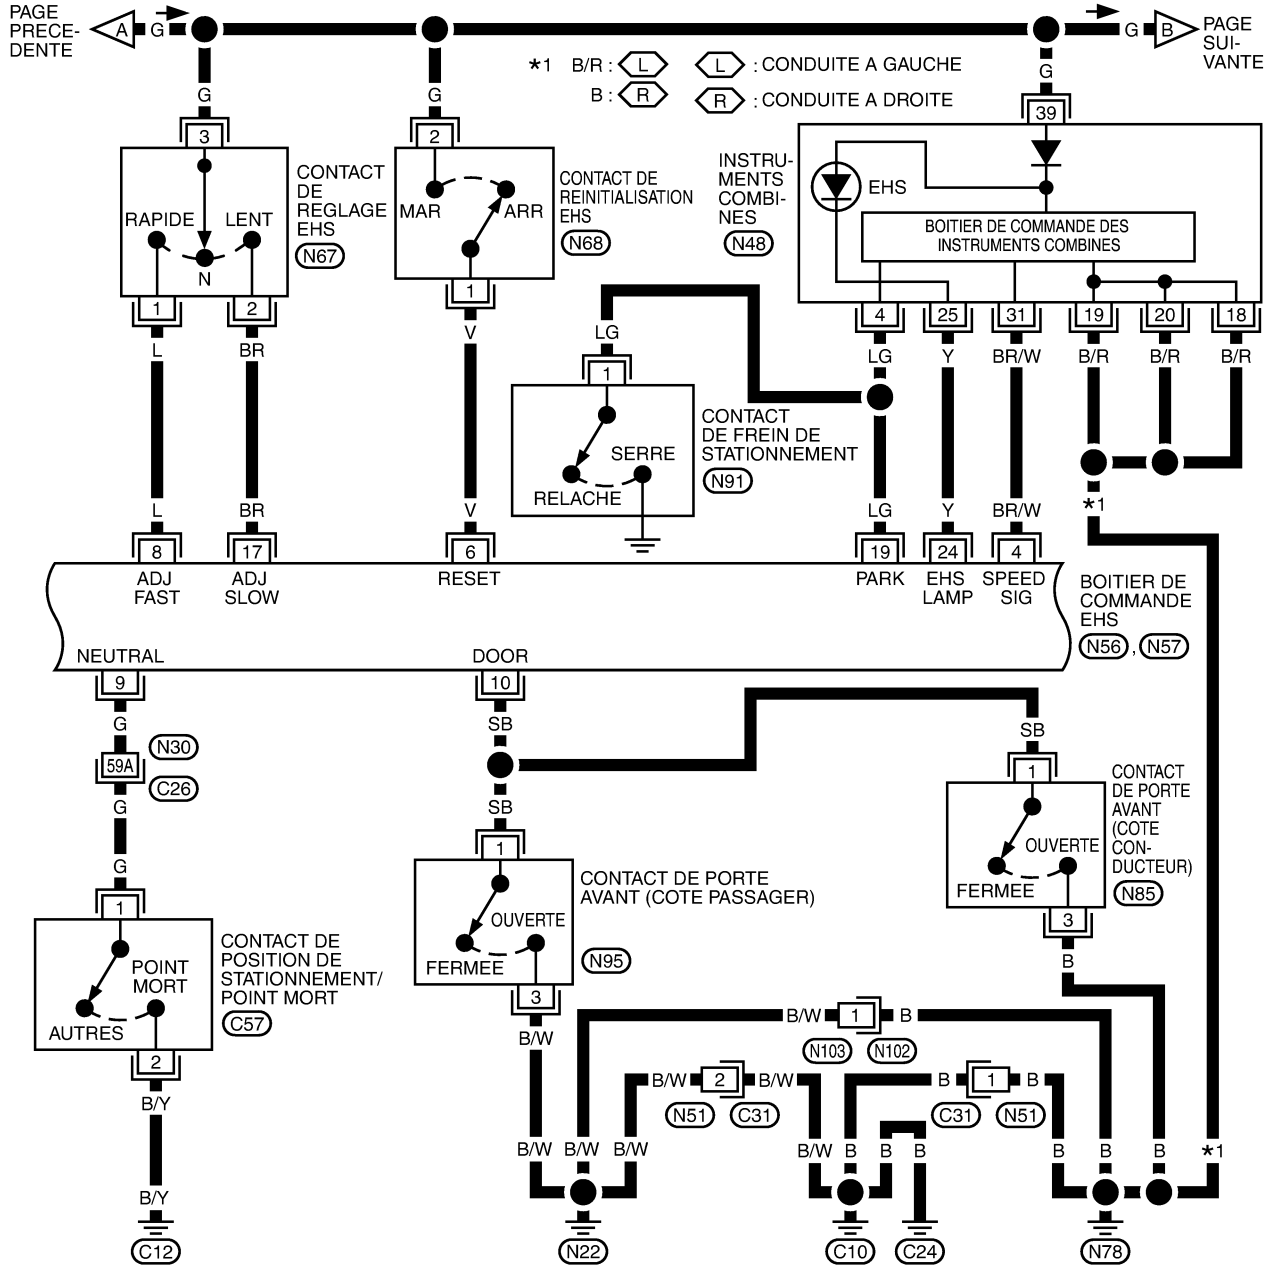 PAGE
PRECE-
DENTE
A
G
G
B
PAGE
SUI-
VANTE
*1 B/R : L
B : R
L : CONDUITE A GAUCHE
R : CONDUITE A DROITE
G
G
G
3
2
39
CONTACT
DE
REGLAGE
EHS
N67
RAPIDE
LENT
N
1
2
CONTACT DE
REINITIALISATION
EHS
N68
MAR
ARR
1
INSTRU-
MENTS
COMBI-
NES
N48
EHS
BOITIER DE COMMANDE DES
INSTRUMENTS COMBINES
4
25
31
19
20
18
L
BR
V
LG
LG
Y
BR/W
B/R
B/R
B/R
1
CONTACT
DE FREIN DE
STATIONNEMENT
N91
SERRE
RELACHE
*1
L
BR
V
LG
Y
BR/W
8
17
6
19
24
4
ADJ
FAST
ADJ
SLOW
RESET
PARK
EHS
LAMP
SPEED
SIG
BOITIER DE
COMMANDE
EHS
N56 , N57
NEUTRAL
DOOR
9
10
G
SB
SB
59A
N30
C26
G
SB
G
1
1
1
CONTACT
DE PORTE
AVANT
(COTE
CON-
DUCTEUR)
N85
OUVERTE
FERMEE
3
B
CONTACT DE PORTE
AVANT (COTE PASSAGER)
N95
OUVERTE
FERMEE
3
CONTACT DE
POSITION DE
STATIONNEMENT/
POINT MORT
C57
POINT
MORT
AUTRES
2
B/W
B/W
1
B
N103
N102
B/Y
B/W
2
B/W
B
1
B
N51
C31
C31
N51
B/W
B/W
B/W
B/W
B
B
B
B
B
B
*1
B/Y
C12
N22
C10
C24
N78